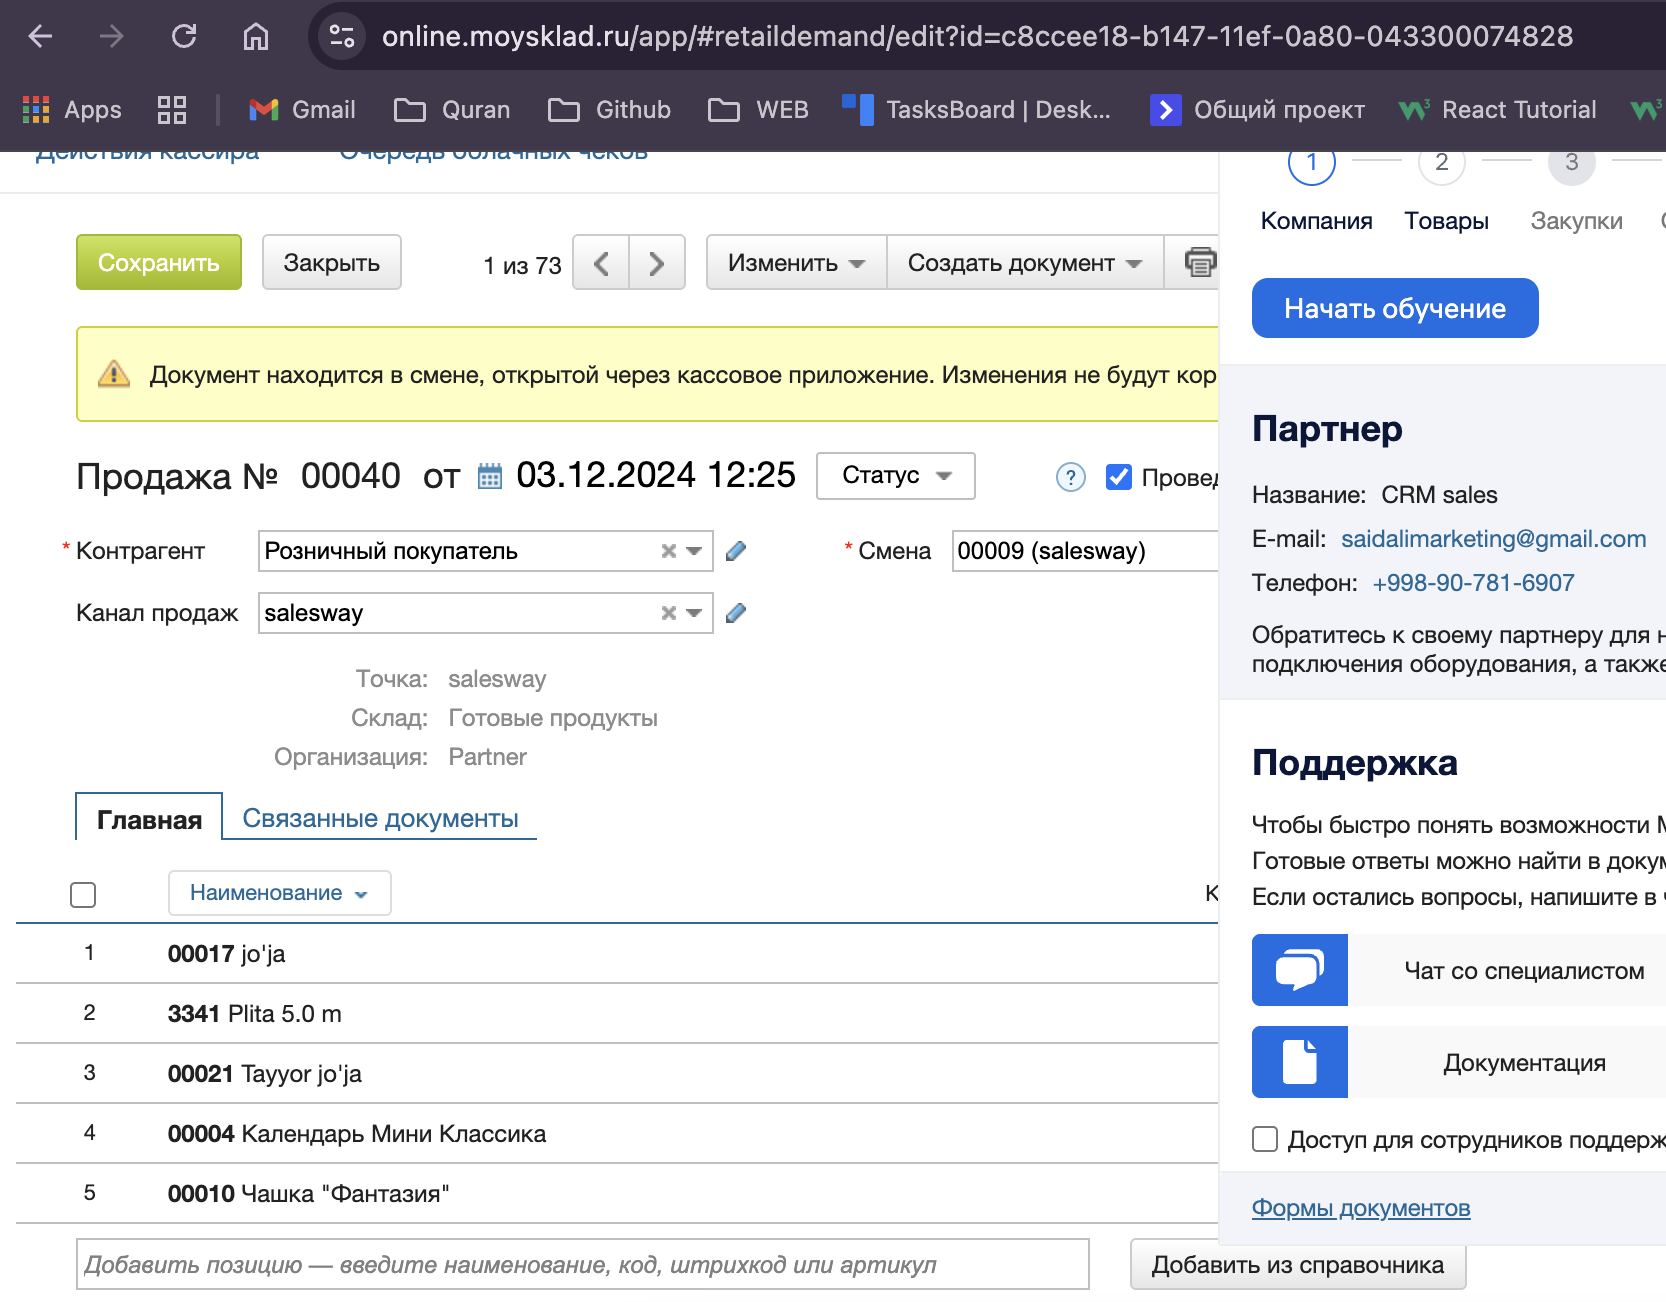 online.moysklad.ru/app/#retaildemand/edit?id=c8ccee18-b147-11ef-0a80-043300074828
Apps Gmail Quran Github WEB TasksBoard | Desk... Общий проект React Tutorial
Действия кассира Очередь облачных чеков
Сохранить Закрыть 1 из 73 Изменить Создать документ
Документ находится в смене, открытой через кассовое приложение. Изменения не будут кор
Продажа № 00040 от 03.12.2024 12:25 Статус ? Провед
* Контрагент Розничный покупатель * Смена 00009 (salesway)
Канал продаж salesway
Точка: salesway
Склад: Готовые продукты
Организация: Partner
Главная Связанные документы
Наименование К
1 00017 jo'ja
2 3341 Plita 5.0 m
3 00021 Tayyor jo'ja
4 00004 Календарь Мини Классика
5 00010 Чашка "Фантазия"
Добавить позицию — введите наименование, код, штрихкод или артикул Добавить из справочника
1 2 3
Компания Товары Закупки
Начать обучение
Партнер
Название: CRM sales
E-mail: saidalimarketing@gmail.com
Телефон: +998-90-781-6907
Обратитесь к своему партнеру для н
подключения оборудования, а также
Поддержка
Чтобы быстро понять возможности М
Готовые ответы можно найти в докум
Если остались вопросы, напишите в ч
Чат со специалистом
Документация
Доступ для сотрудников поддерж
Формы документов